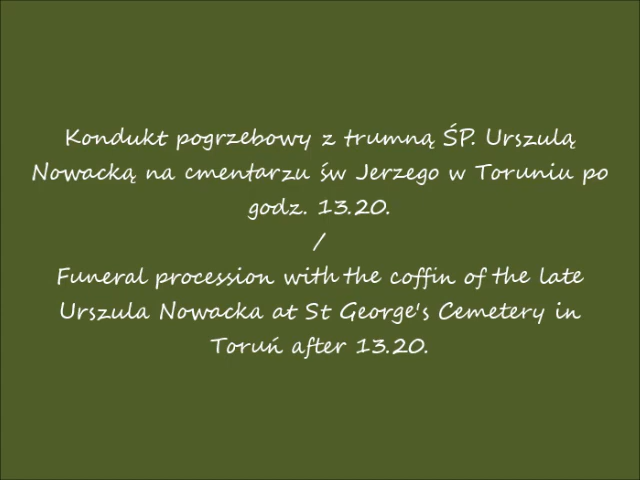 Kondukt pogrzebowy z trumną ŚP. Urszulą
Nowacką na cmentarzu św Jerzego w Toruniu po
godz. 13.20.
/
Funeral procession with the coffin of the late
Urszula Nowacka at St George's Cemetery in
Toruń after 13.20.